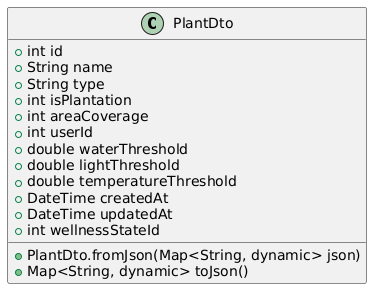 C PlantDto
int id
String name
String type
int isPlantation
int areaCoverage
int userId
double waterThreshold
double lightThreshold
double temperatureThreshold
DateTime createdAt
DateTime updatedAt
int wellnessStateId
PlantDto.fromJson(Map<String, dynamic> json)
Map<String, dynamic> toJson()